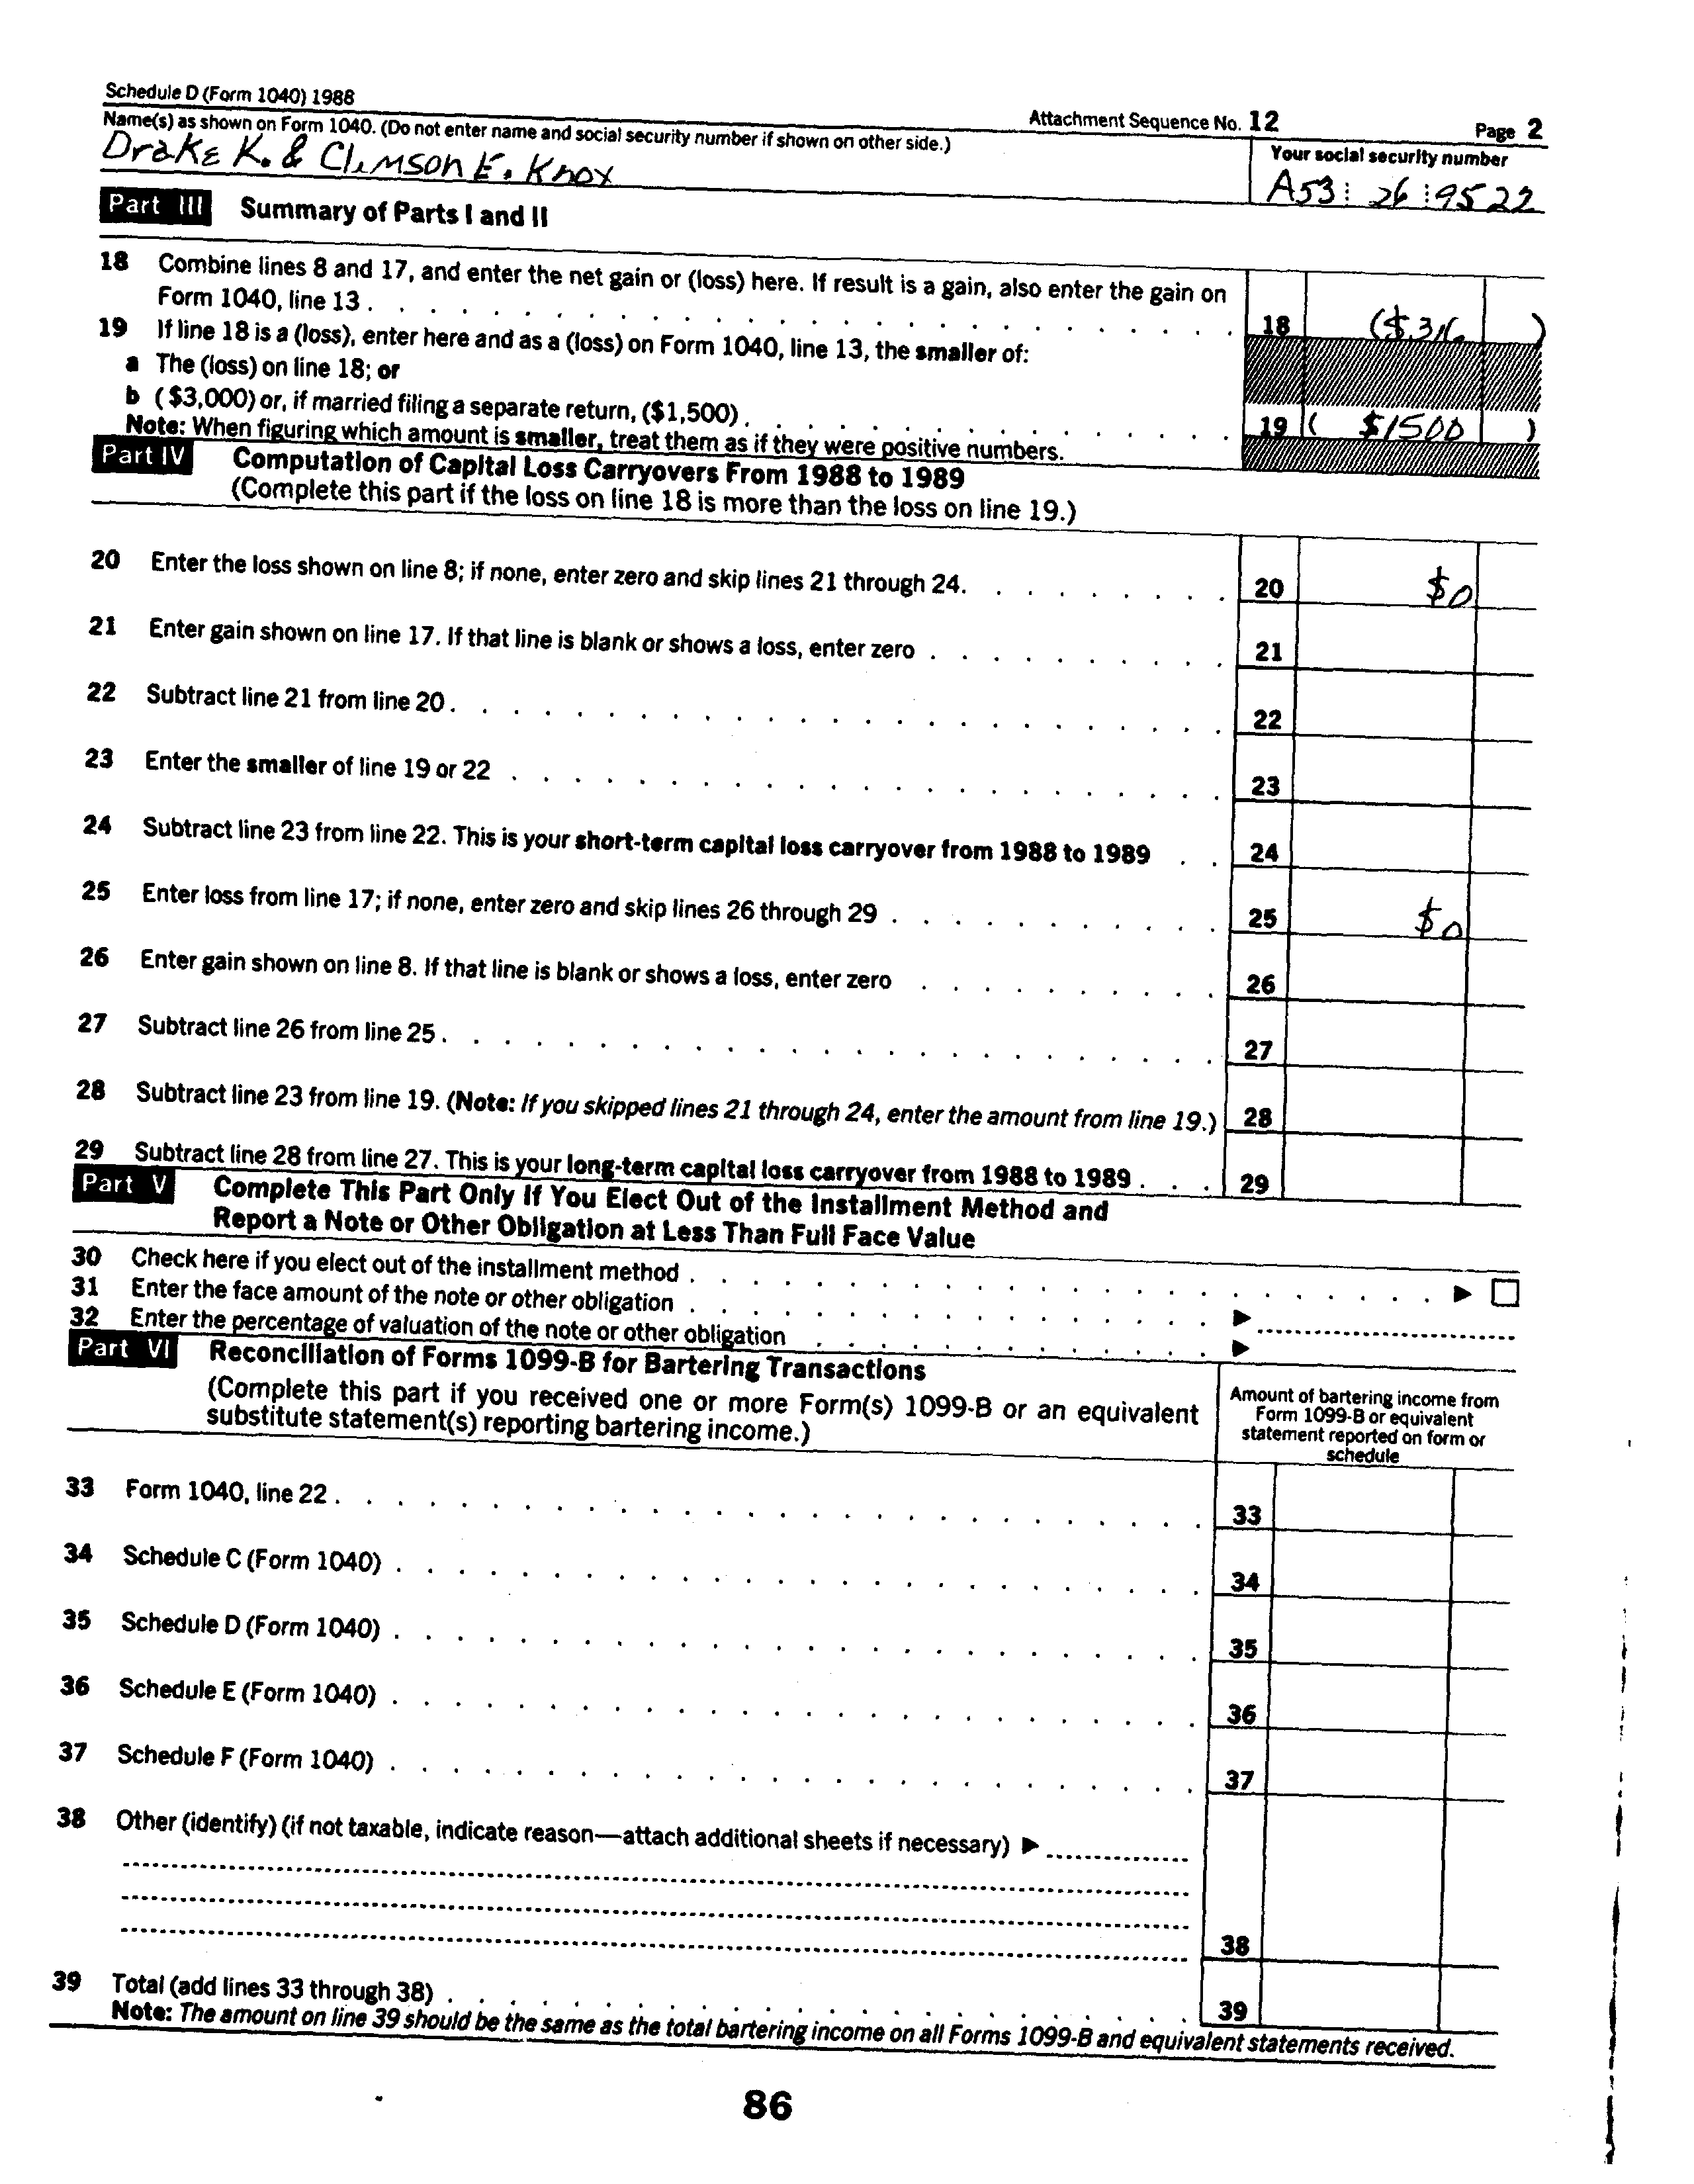 Schedule D (Form 1040) 1988
Attachment Sequence No. 12
Page 2
Name(s) as shown on Form 1040. (Do not enter name and social security number if shown on other side.)
Your social security number
Drake K. & Climson E. Knox
A53 26 9522
Part III Summary of Parts I and II
18 Combine lines 8 and 17, and enter the net gain or (loss) here. If result is a gain, also enter the gain on
Form 1040, line 13 . . . . . . . . . . . . . . . . . . . . . . . . . . . . 18 ($316 )
19 If line 18 is a (loss), enter here and as a (loss) on Form 1040, line 13, the smaller of:
a The (loss) on line 18; or
b ($3,000) or, if married filing a separate return, ($1,500) . . . . . . . . . . . . . . . . 19 ( $1500 )
Note: When figuring which amount is smaller, treat them as if they were positive numbers.
Part IV Computation of Capital Loss Carryovers From 1988 to 1989
(Complete this part if the loss on line 18 is more than the loss on line 19.)
20 Enter the loss shown on line 8; if none, enter zero and skip lines 21 through 24. . . . . . . . . 20 $0
21 Enter gain shown on line 17. If that line is blank or shows a loss, enter zero . . . . . . . . . . 21
22 Subtract line 21 from line 20 . . . . . . . . . . . . . . . . . . . . . . . . . 22
23 Enter the smaller of line 19 or 22 . . . . . . . . . . . . . . . . . . . . . . . 23
24 Subtract line 23 from line 22. This is your short-term capital loss carryover from 1988 to 1989 . . 24
25 Enter loss from line 17; if none, enter zero and skip lines 26 through 29 . . . . . . . . . . . 25 $0
26 Enter gain shown on line 8. If that line is blank or shows a loss, enter zero . . . . . . . . . . 26
27 Subtract line 26 from line 25 . . . . . . . . . . . . . . . . . . . . . . . . . 27
28 Subtract line 23 from line 19. (Note: If you skipped lines 21 through 24, enter the amount from line 19.) 28
29 Subtract line 28 from line 27. This is your long-term capital loss carryover from 1988 to 1989 . . . 29
Part V Complete This Part Only If You Elect Out of the Installment Method and
Report a Note or Other Obligation at Less Than Full Face Value
30 Check here if you elect out of the installment method . . . . . . . . . . . . . . . . . . . . . . . . ▶ ☐
31 Enter the face amount of the note or other obligation . . . . . . . . . . . . . . . . . . ▶
32 Enter the percentage of valuation of the note or other obligation . . . . . . . . . . . . . . ▶
Part VI Reconciliation of Forms 1099-B for Bartering Transactions
(Complete this part if you received one or more Form(s) 1099-B or an equivalent
substitute statement(s) reporting bartering income.)
Amount of bartering income from
Form 1099-B or equivalent
statement reported on form or
schedule
33 Form 1040, line 22 . . . . . . . . . . . . . . . . . . . . . . . . . . . . 33
34 Schedule C (Form 1040) . . . . . . . . . . . . . . . . . . . . . . . . . . 34
35 Schedule D (Form 1040) . . . . . . . . . . . . . . . . . . . . . . . . . . 35
36 Schedule E (Form 1040) . . . . . . . . . . . . . . . . . . . . . . . . . . 36
37 Schedule F (Form 1040) . . . . . . . . . . . . . . . . . . . . . . . . . . 37
38 Other (identify) (if not taxable, indicate reason—attach additional sheets if necessary) ▶
38
39 Total (add lines 33 through 38) . . . . . . . . . . . . . . . . . . . . . . . . 39
Note: The amount on line 39 should be the same as the total bartering income on all Forms 1099-B and equivalent statements received.
86